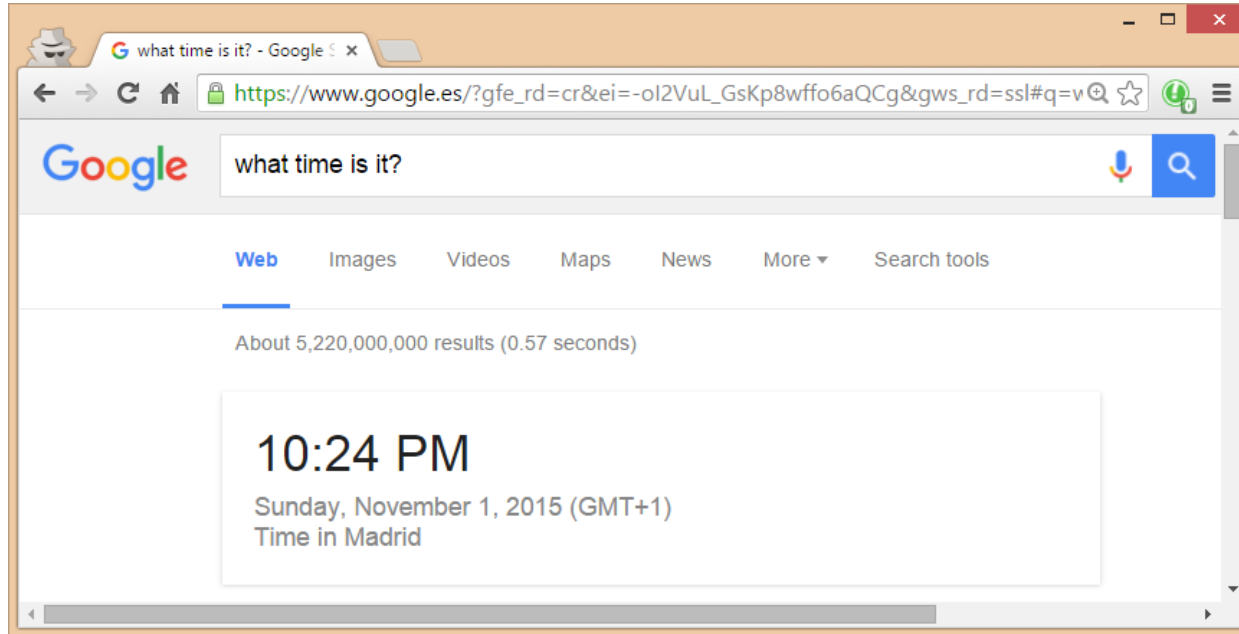 what time is it? - Google S
https://www.google.es/?gfe_rd=cr&ei=-oI2VuL_GsKp8wffo6aQCg&gws_rd=ssl#q=w
Google what time is it?
Web Images Videos Maps News More Search tools
About 5,220,000,000 results (0.57 seconds)
10:24 PM
Sunday, November 1, 2015 (GMT+1)
Time in Madrid